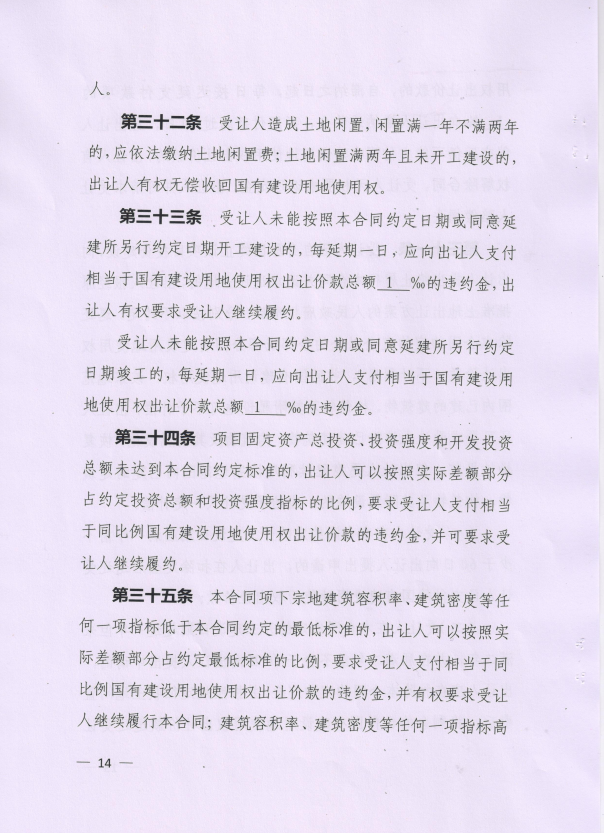 人。
第三十二条 受让人造成土地闲置,闲置满一年不满两年
的,应依法缴纳土地闲置费;土地闲置满两年且未开工建设的,
出让人有权无偿收回国有建设用地使用权。
第三十三条 受让人未能按照本合同约定日期或同意延
建所另行约定日期开工建设的,每延期一日,应向出让人支付
相当于国有建设用地使用权出让价款总额 1 ‰的违约金,出
让人有权要求受让人继续履约。
受让人未能按照本合同约定日期或同意延建所另行约定
日期竣工的,每延期一日,应向出让人支付相当于国有建设用
地使用权出让价款总额 1 ‰的违约金。
第三十四条 项目固定资产总投资、投资强度和开发投资
总额未达到本合同约定标准的,出让人可以按照实际差额部分
占约定投资总额和投资强度指标的比例,要求受让人支付相当
于同比例国有建设用地使用权出让价款的违约金,并可要求受
让人继续履约。
第三十五条 本合同项下宗地建筑容积率、建筑密度等任
何一项指标低于本合同约定的最低标准的,出让人可以按照实
际差额部分占约定最低标准的比例,要求受让人支付相当于同
比例国有建设用地使用权出让价款的违约金,并有权要求受让
人继续履行本合同;建筑容积率、建筑密度等任何一项指标高
— 14 —